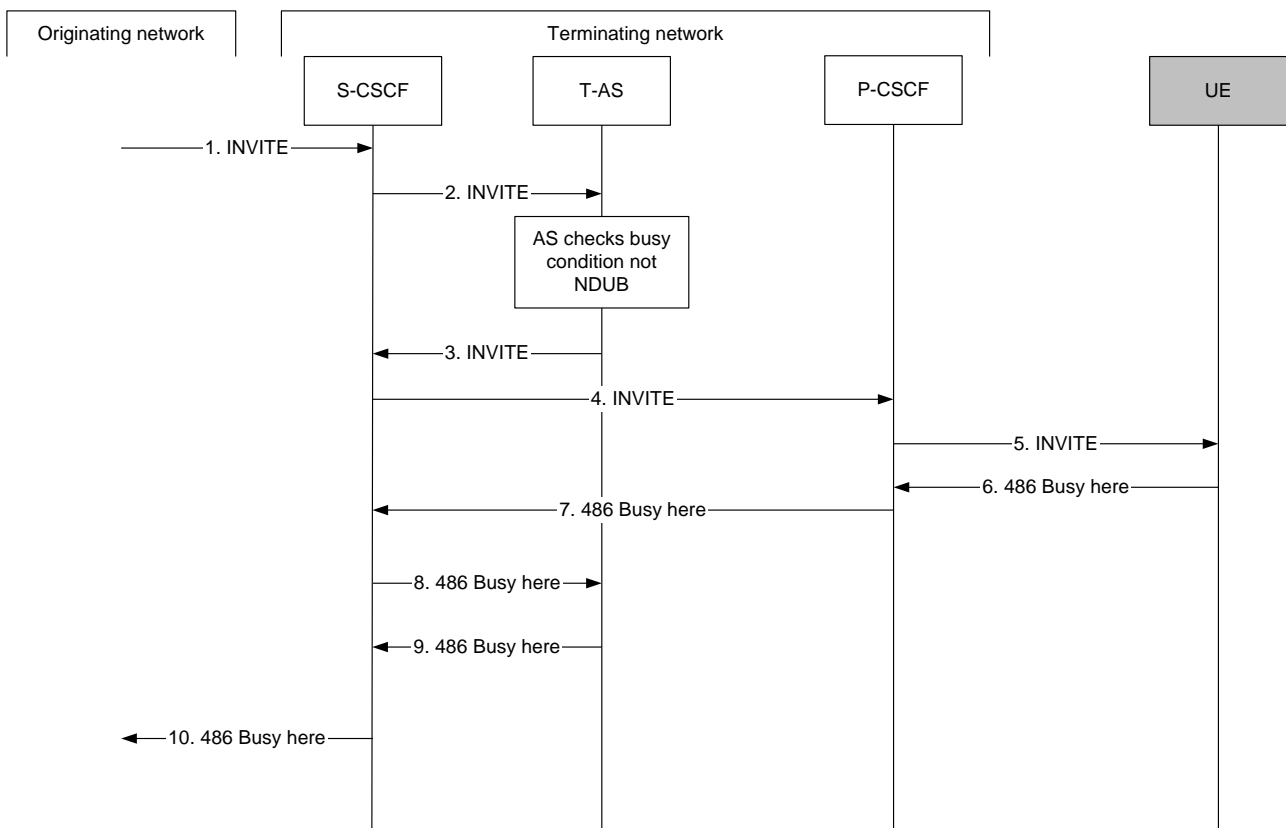 Originating network
Terminating network
S-CSCF
T-AS
P-CSCF
UE
1. INVITE
2. INVITE
AS checks busy
condition not
NDUB
3. INVITE
4. INVITE
5. INVITE
6. 486 Busy here
7. 486 Busy here
8. 486 Busy here
9. 486 Busy here
10. 486 Busy here